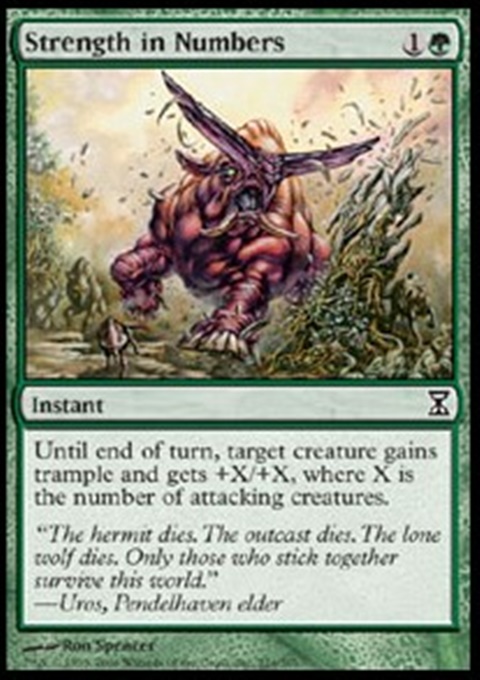 Strength in Numbers 1
Instant
Until end of turn, target creature gains
trample and gets +X/+X, where X is
the number of attacking creatures.
“The hermit dies. The outcast dies. The lone
wolf dies. Only those who stick together
survive this world.”
—Uros, Pendelhaven elder
Ron Spencer